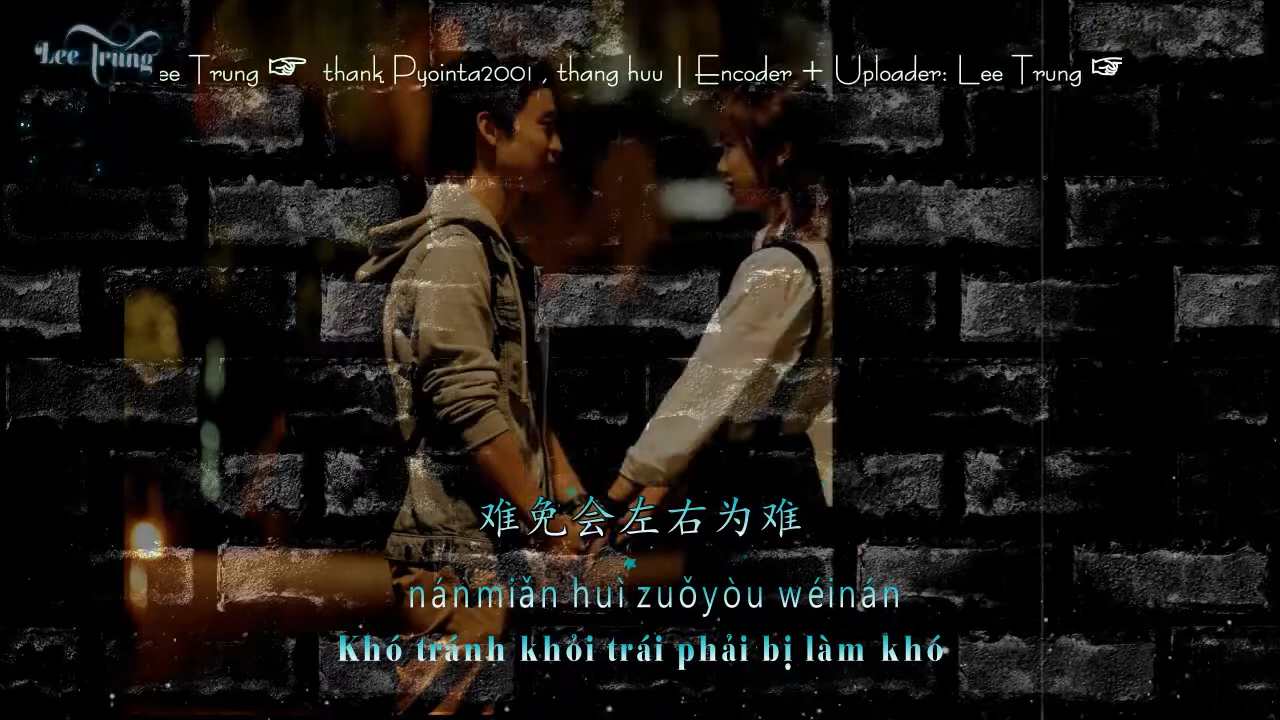 Lee Trung
ee Trung ☞ thank Pyointa2001 , thang huu | Encoder + Uploader: Lee Trung ☞
难免会左右为难
nánmiǎn huì zuǒyòu wéinán
Khó tránh khỏi trái phải bị làm khó